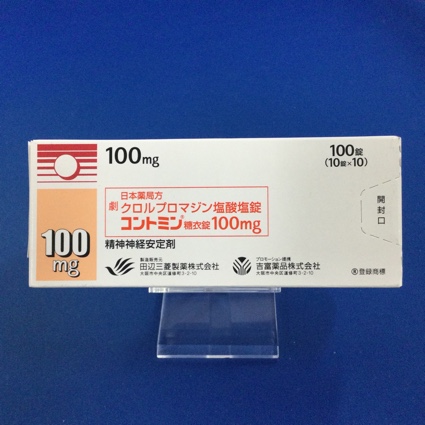 100mg
100錠
(10錠×10)
日本薬局方
劇 クロルプロマジン塩酸塩錠
コントミン® 糖衣錠100mg
精神神経安定剤
100
mg
開封口
製造販売元
田辺三菱製薬株式会社
大阪市中央区道修町3-2-10
プロモーション提携
吉富薬品株式会社
大阪市中央区道修町3-2-10
®登録商標